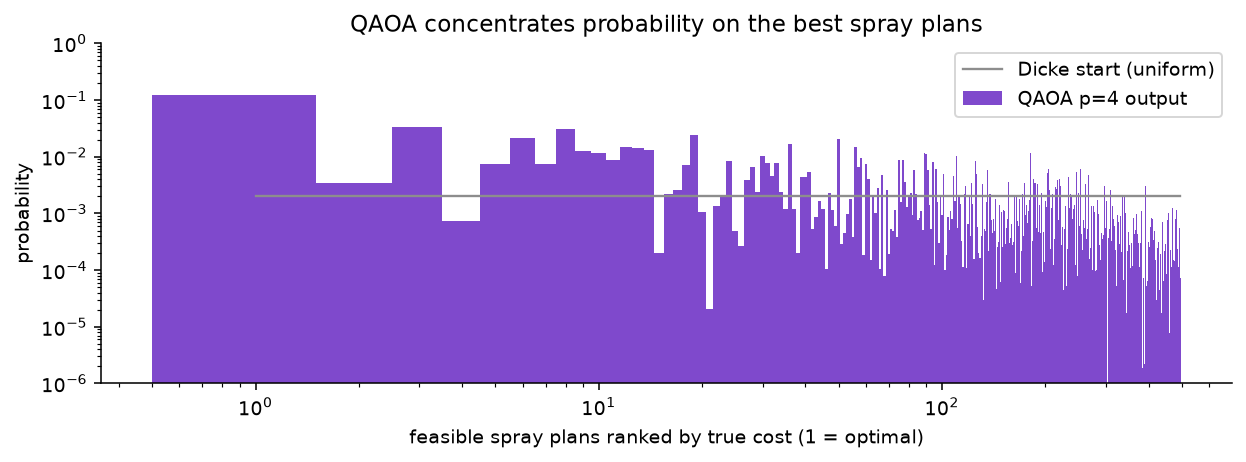 QAOA concentrates probability on the best spray plans
Dicke start (uniform)
QAOA p=4 output
probability
10⁰
10⁻¹
10⁻²
10⁻³
10⁻⁴
10⁻⁵
10⁻⁶
10⁰ 10¹ 10²
feasible spray plans ranked by true cost (1 = optimal)